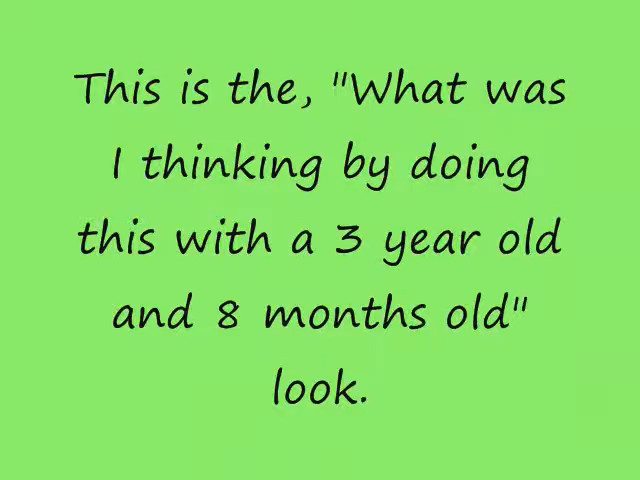 This is the, "What was
I thinking by doing
this with a 3 year old
and 8 months old"
look.